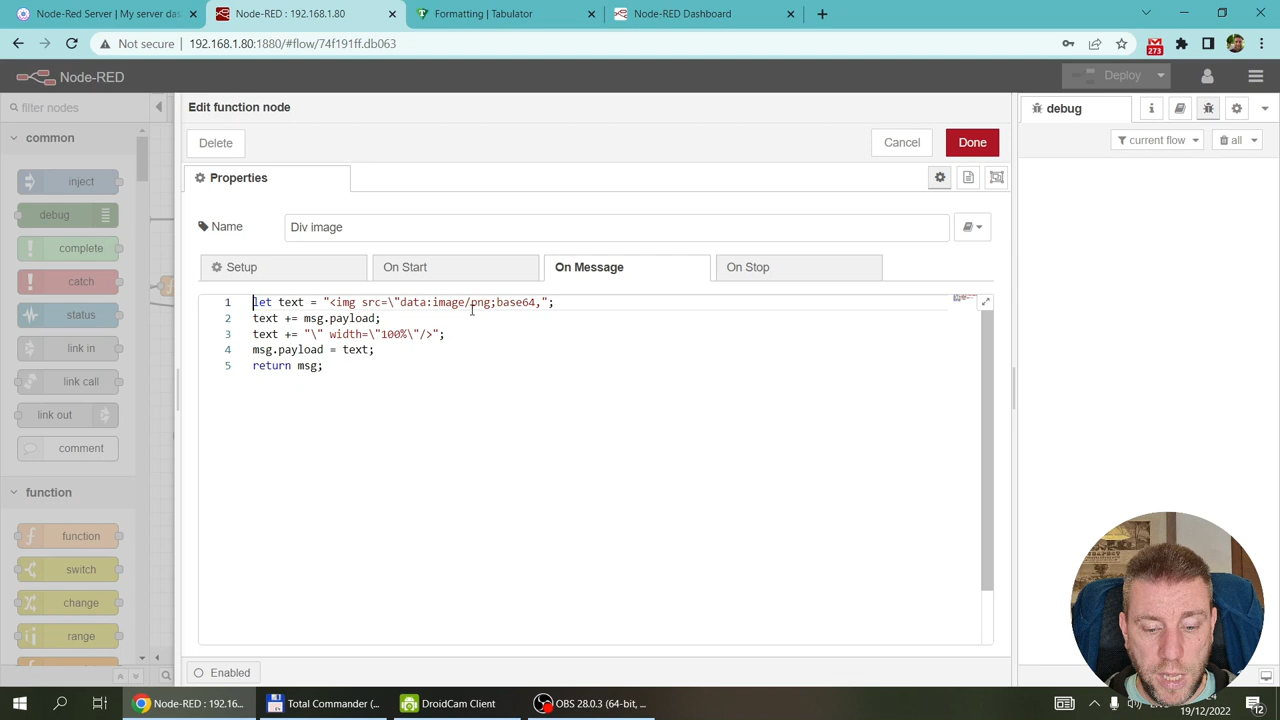 Node-Red Server | My server das
Node-RED : 192.168.1.80
Formatting | Tabulator
Node-RED Dashboard
Not secure
192.168.1.80:1880/#flow/74f191ff.db063
273
Node-RED
Deploy
filter nodes
common
inject
debug
complete
catch
status
link in
link call
link out
comment
function
function
switch
change
range
Edit function node
Delete
Cancel
Done
Properties
Name
Div image
Setup
On Start
On Message
On Stop
1 let text = "<img src=\"data:image/png;base64,";
2 text += msg.payload;
3 text += "\" width=\"100%\"/>";
4 msg.payload = text;
5 return msg;
Enabled
debug
current flow
all
Node-RED : 192.16...
Total Commander (...
DroidCam Client
OBS 28.0.3 (64-bit, ...
19/12/2022
12